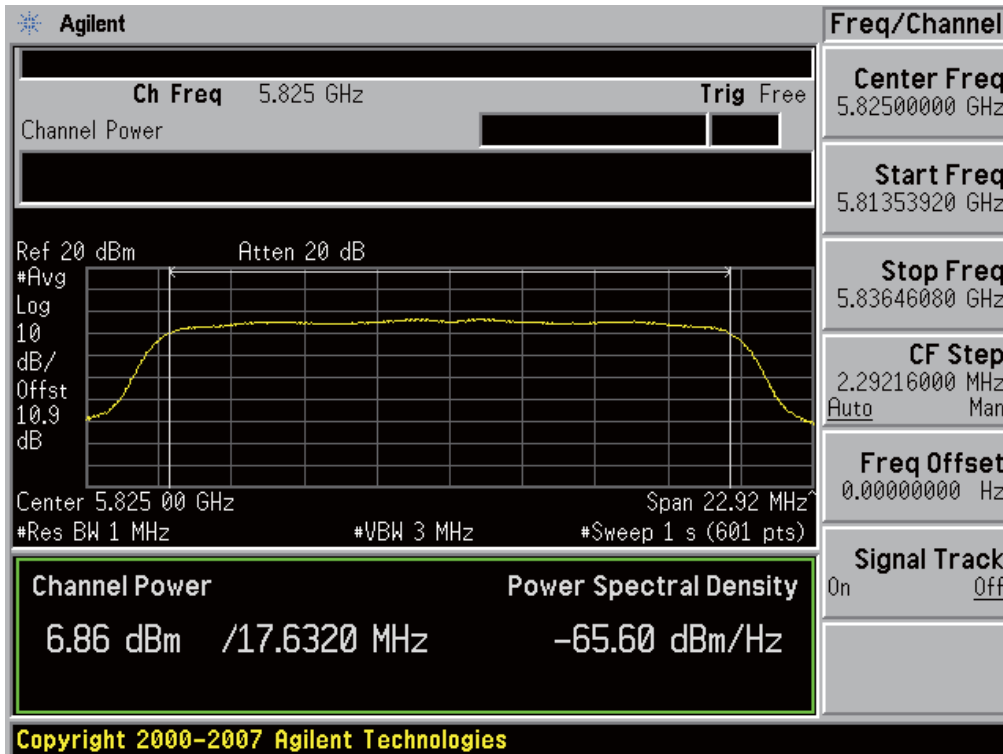 Agilent
Freq/Channel
Ch Freq 5.825 GHz Trig Free
Channel Power
Center Freq
5.82500000 GHz
Start Freq
5.81353920 GHz
Stop Freq
5.83646080 GHz
CF Step
2.29216000 MHz
Auto Man
Freq Offset
0.00000000 Hz
Signal Track
On Off
Ref 20 dBm Atten 20 dB
#Avg
Log
10
dB/
Offst
10.9
dB
Center 5.825 00 GHz Span 22.92 MHz^
#Res BW 1 MHz #VBW 3 MHz #Sweep 1 s (601 pts)
Channel Power Power Spectral Density
6.86 dBm /17.6320 MHz -65.60 dBm/Hz
Copyright 2000-2007 Agilent Technologies